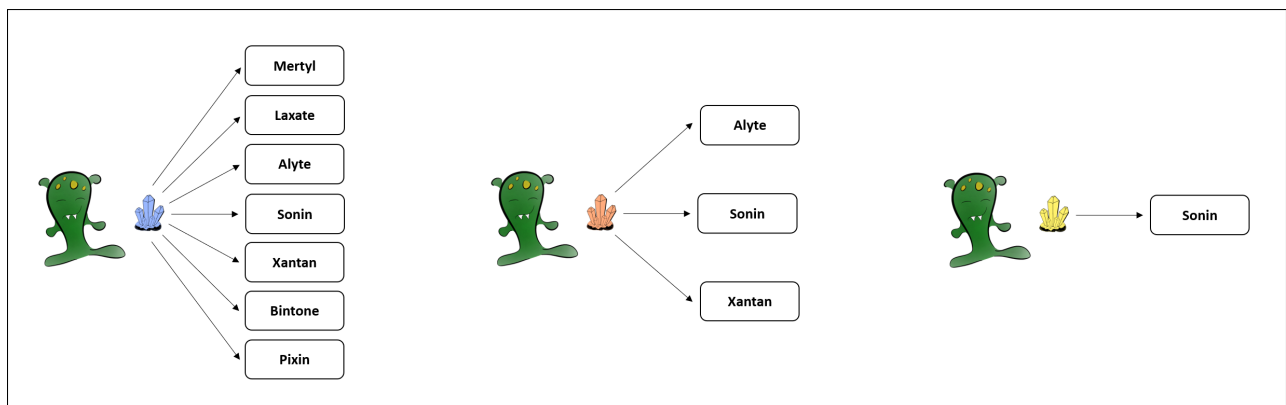 Mertyl
Laxate
Alyte
Sonin
Xantan
Bintone
Pixin
Alyte
Sonin
Xantan
Sonin